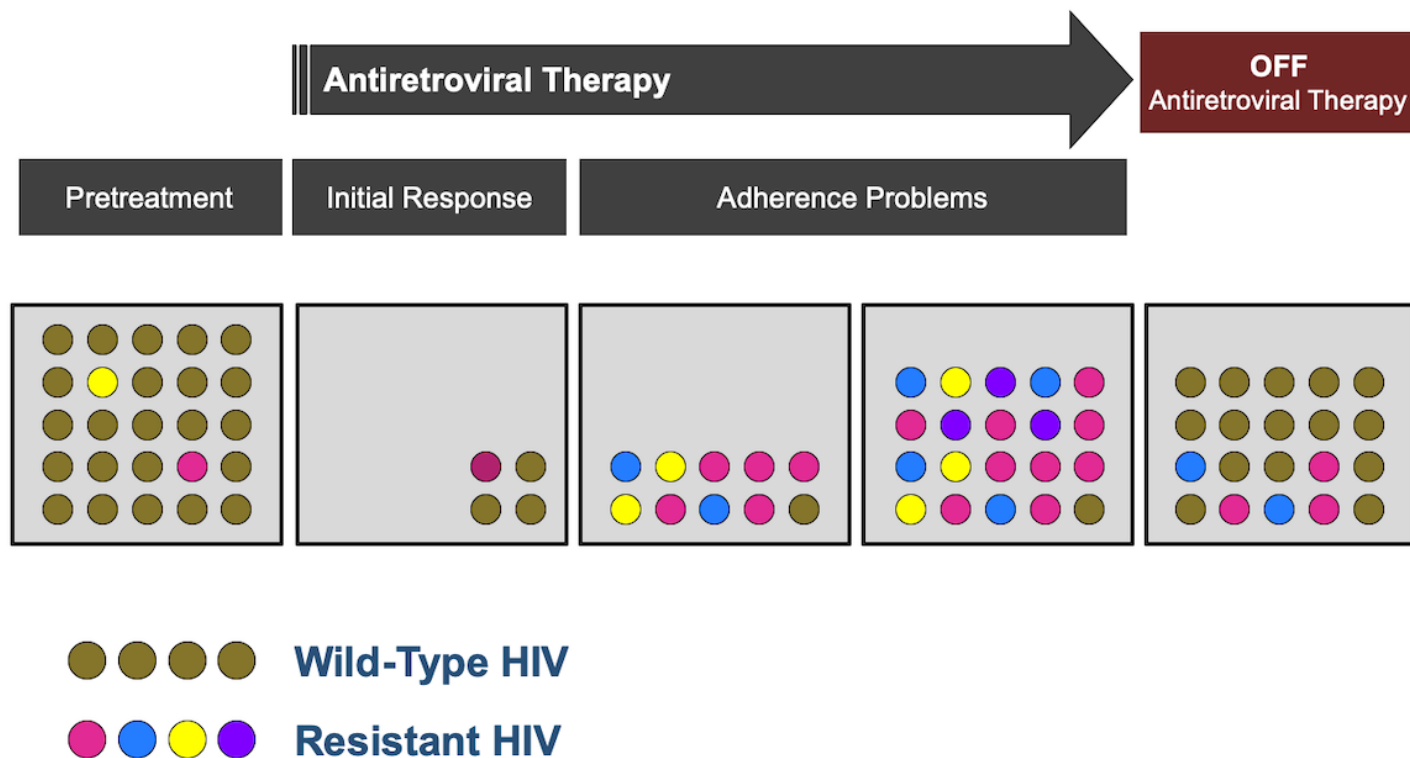 Antiretroviral Therapy
OFF
Antiretroviral Therapy
Pretreatment
Initial Response
Adherence Problems
Wild-Type HIV
Resistant HIV